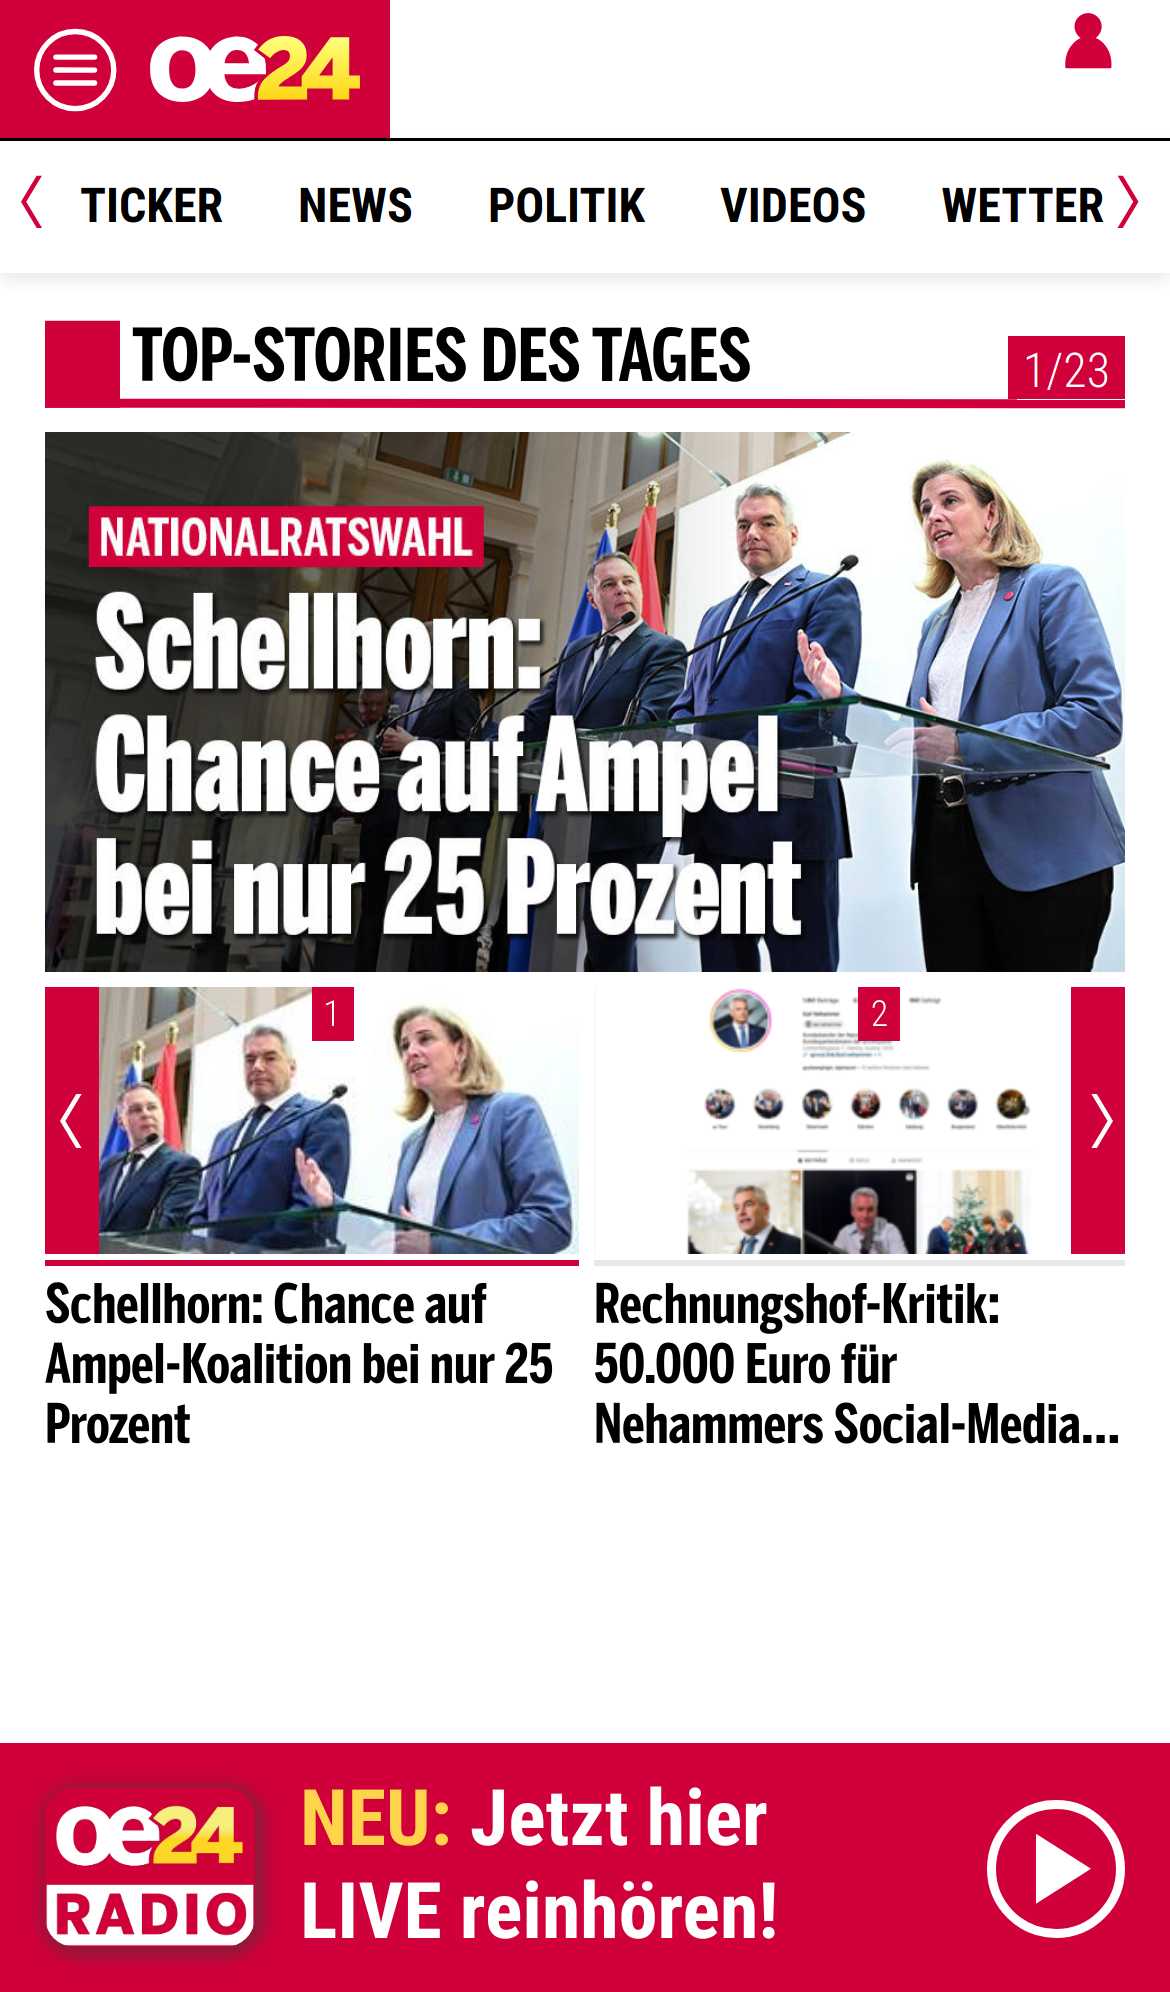 oe24
TICKER NEWS POLITIK VIDEOS WETTER
TOP-STORIES DES TAGES
1/23
NATIONALRATSWAHL
Schellhorn:
Chance auf Ampel
bei nur 25 Prozent
1
2
Schellhorn: Chance auf
Ampel-Koalition bei nur 25
Prozent
Rechnungshof-Kritik:
50.000 Euro für
Nehammers Social-Media...
oe24
RADIO
NEU: Jetzt hier
LIVE reinhören!